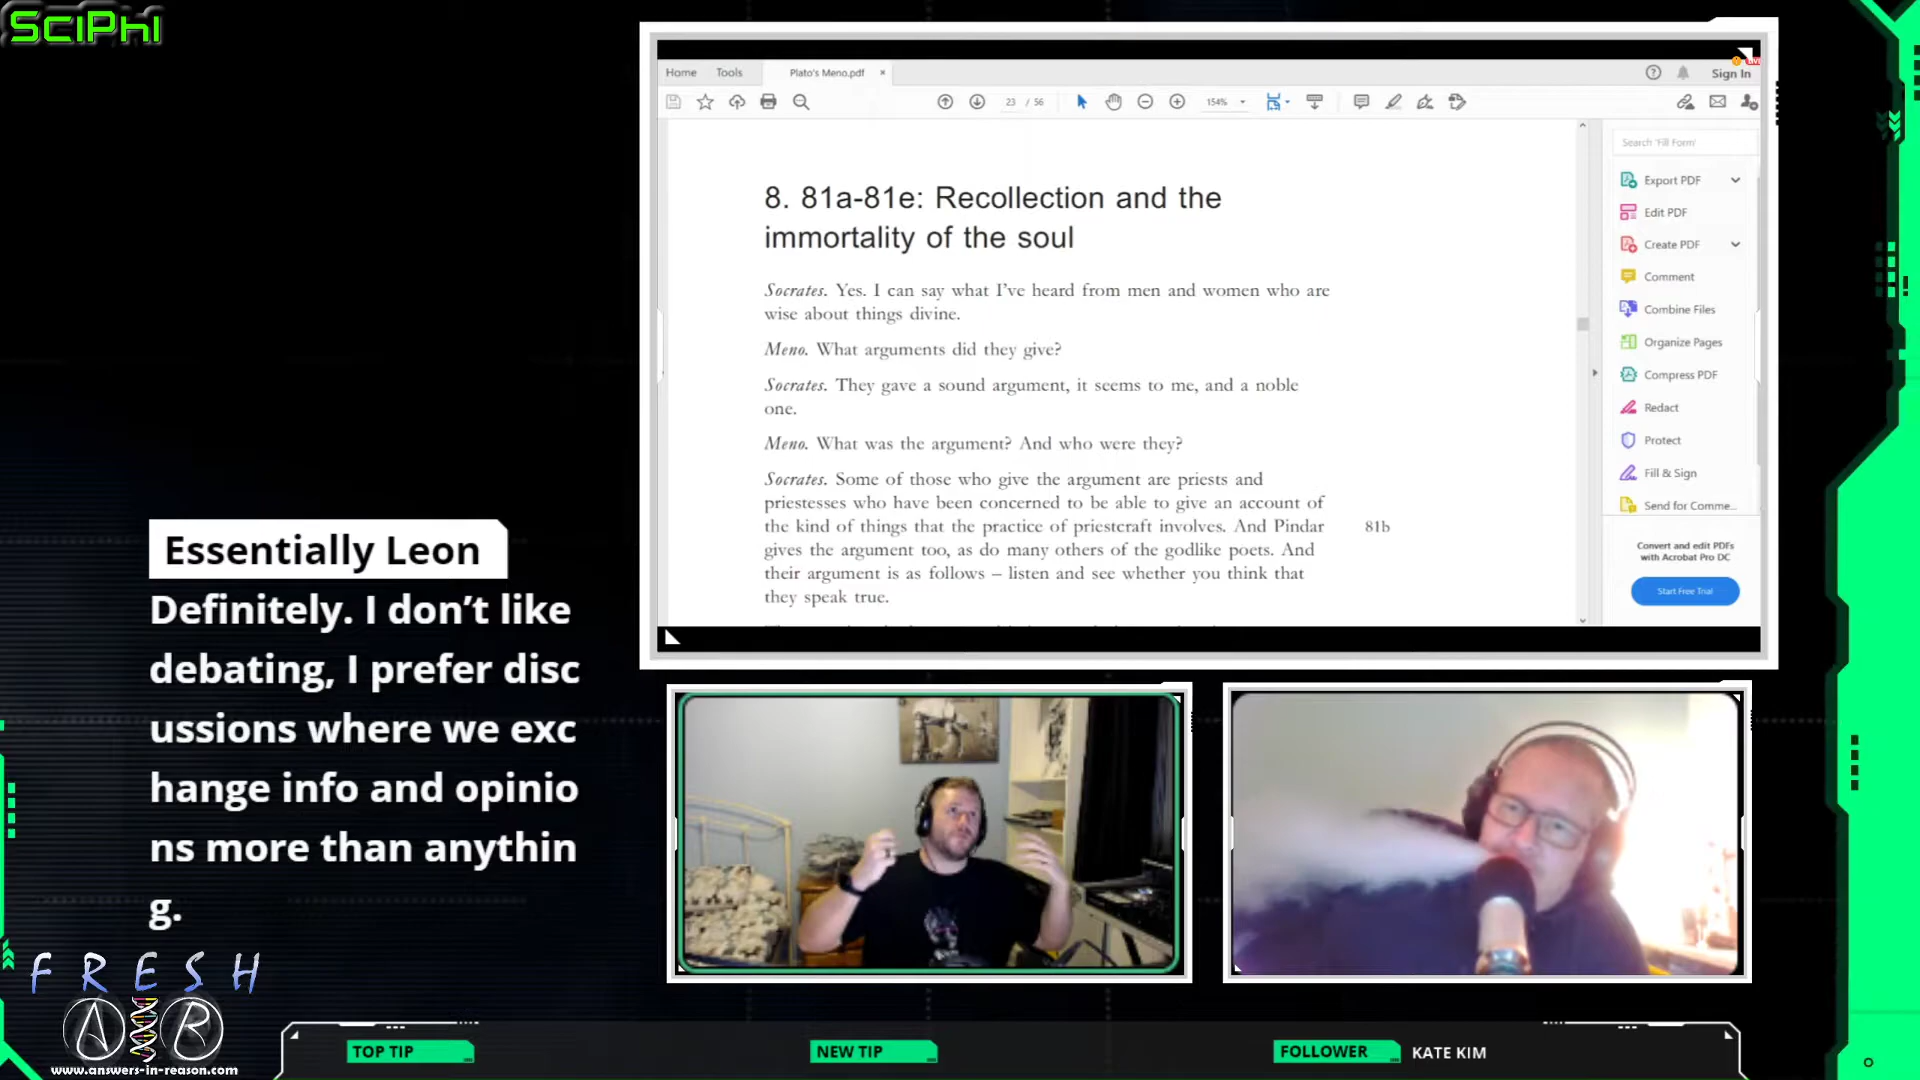 SCIPHI
Home Tools Plato's Meno.pdf ×
Sign In
23 / 56
154%
Search 'Fill Form'
8. 81a-81e: Recollection and the
immortality of the soul
Socrates. Yes. I can say what I've heard from men and women who are
wise about things divine.
Meno. What arguments did they give?
Socrates. They gave a sound argument, it seems to me, and a noble
one.
Meno. What was the argument? And who were they?
Socrates. Some of those who give the argument are priests and
priestesses who have been concerned to be able to give an account of
the kind of things that the practice of priestcraft involves. And Pindar
81b
gives the argument too, as do many others of the godlike poets. And
their argument is as follows – listen and see whether you think that
they speak true.
Export PDF
Edit PDF
Create PDF
Comment
Combine Files
Organize Pages
Compress PDF
Redact
Protect
Fill & Sign
Send for Comme...
Convert and edit PDFs
with Acrobat Pro DC
Start Free Trial
Essentially Leon
Definitely. I don't like
debating, I prefer disc
ussions where we exc
hange info and opinio
ns more than anythin
g.
FRESH
A R
www.answers-in-reason.com
TOP TIP
NEW TIP
FOLLOWER KATE KIM